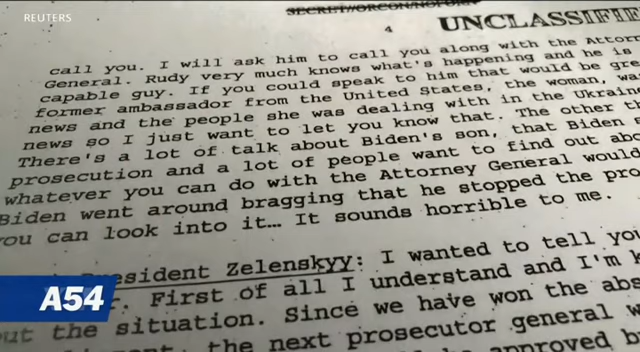 REUTERS
SECRET//ORCON/NOFORN
4
UNCLASSIFIE
call you. I will ask him to call you along with the Attor
General. Rudy very much knows what's happening and he is
capable guy. If you could speak to him that would be gre
former ambassador from the United States, the woman, wa
news and the people she was dealing with in the Ukrain
news so I just want to let you know that. The other t
There's a lot of talk about Biden's son, that Biden s
prosecution and a lot of people want to find out abo
whatever you can do with the Attorney General would
Biden went around bragging that he stopped the pro
you can look into it... It sounds horrible to me.
President Zelenskyy: I wanted to tell you
First of all I understand and I'm k
out the situation. Since we have won the abs
the next prosecutor general w
approved b
A54